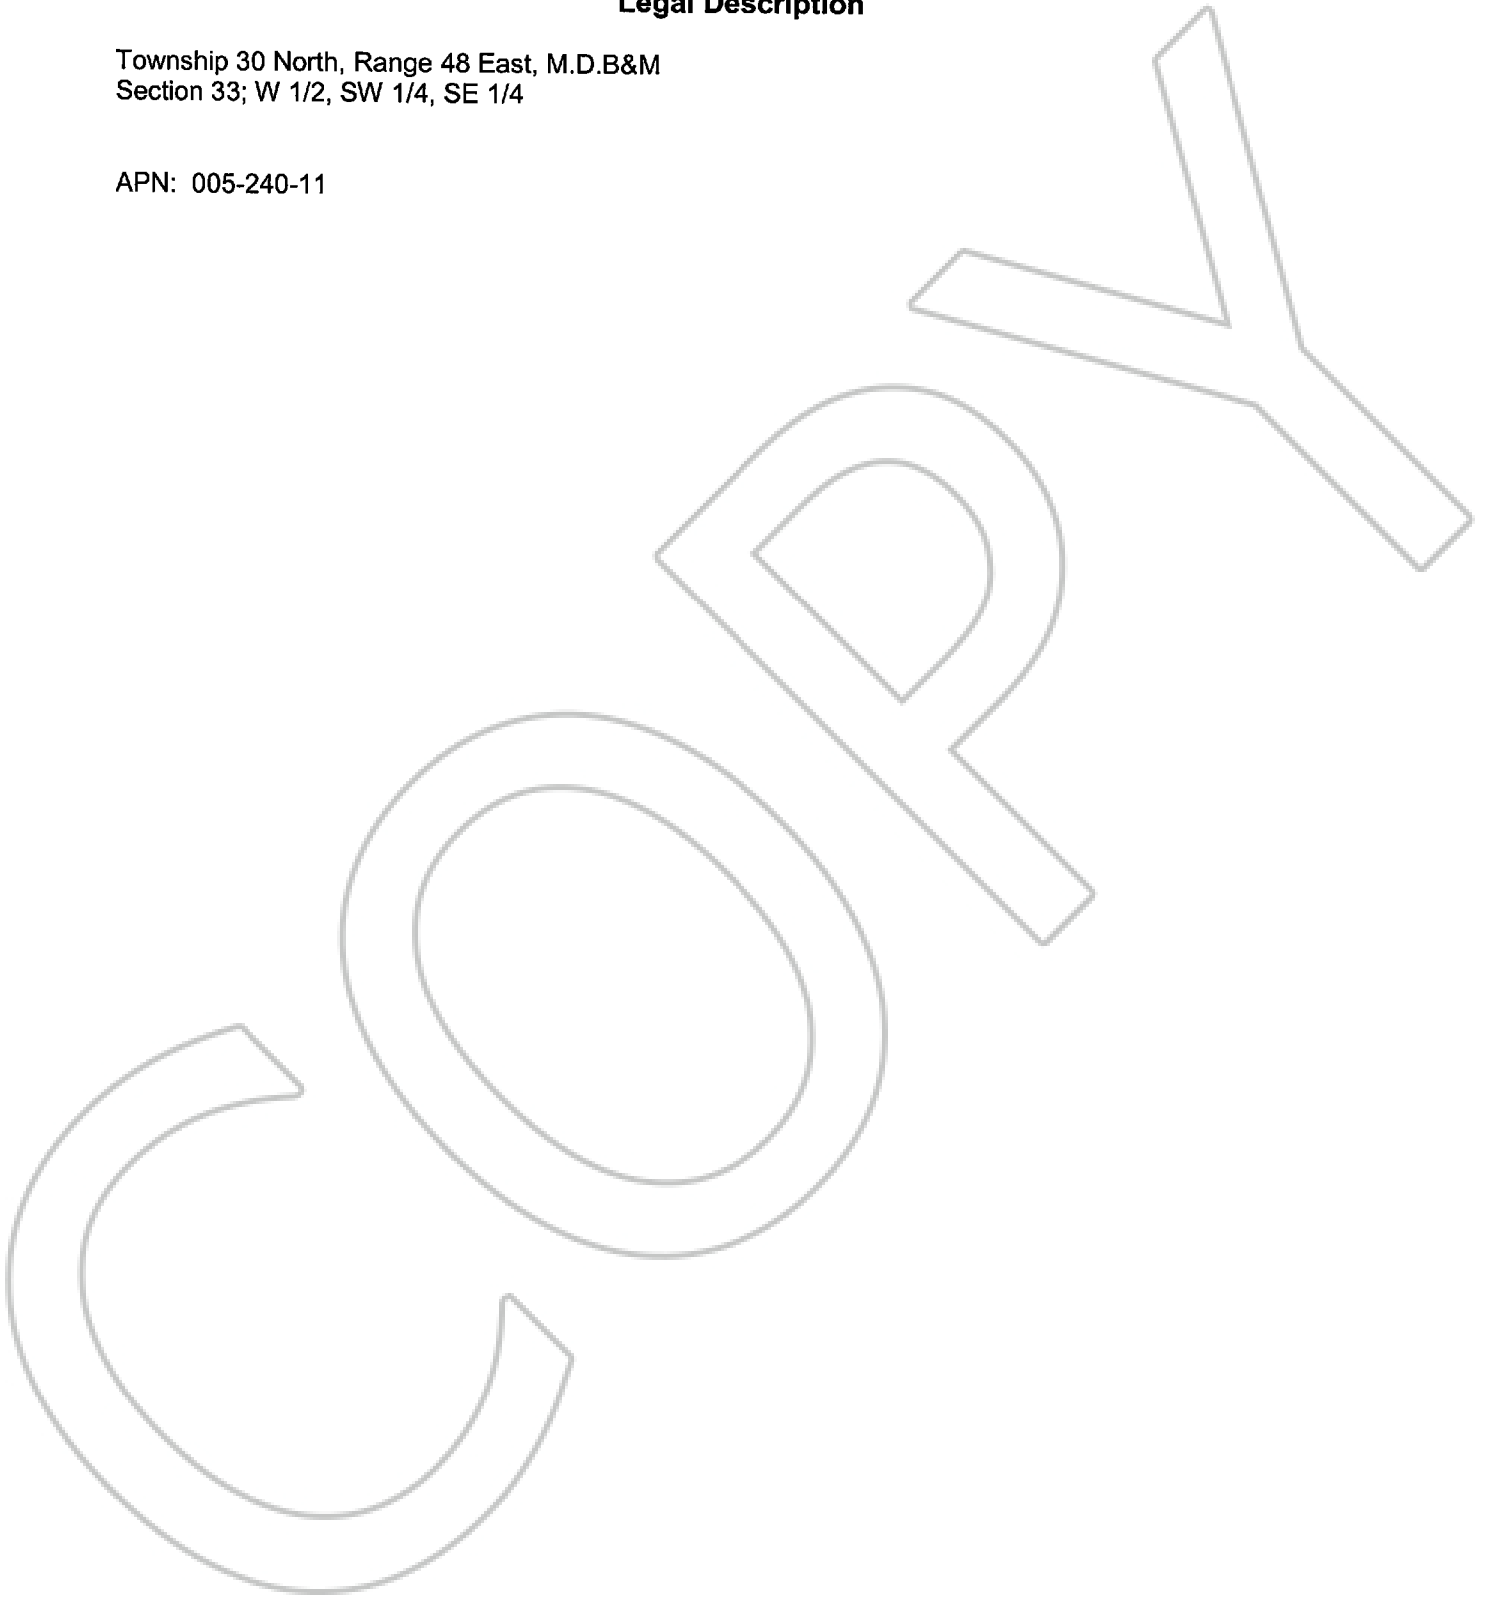 Legal Description
Township 30 North, Range 48 East, M.D.B&M
Section 33; W 1/2, SW 1/4, SE 1/4
APN: 005-240-11
COPY